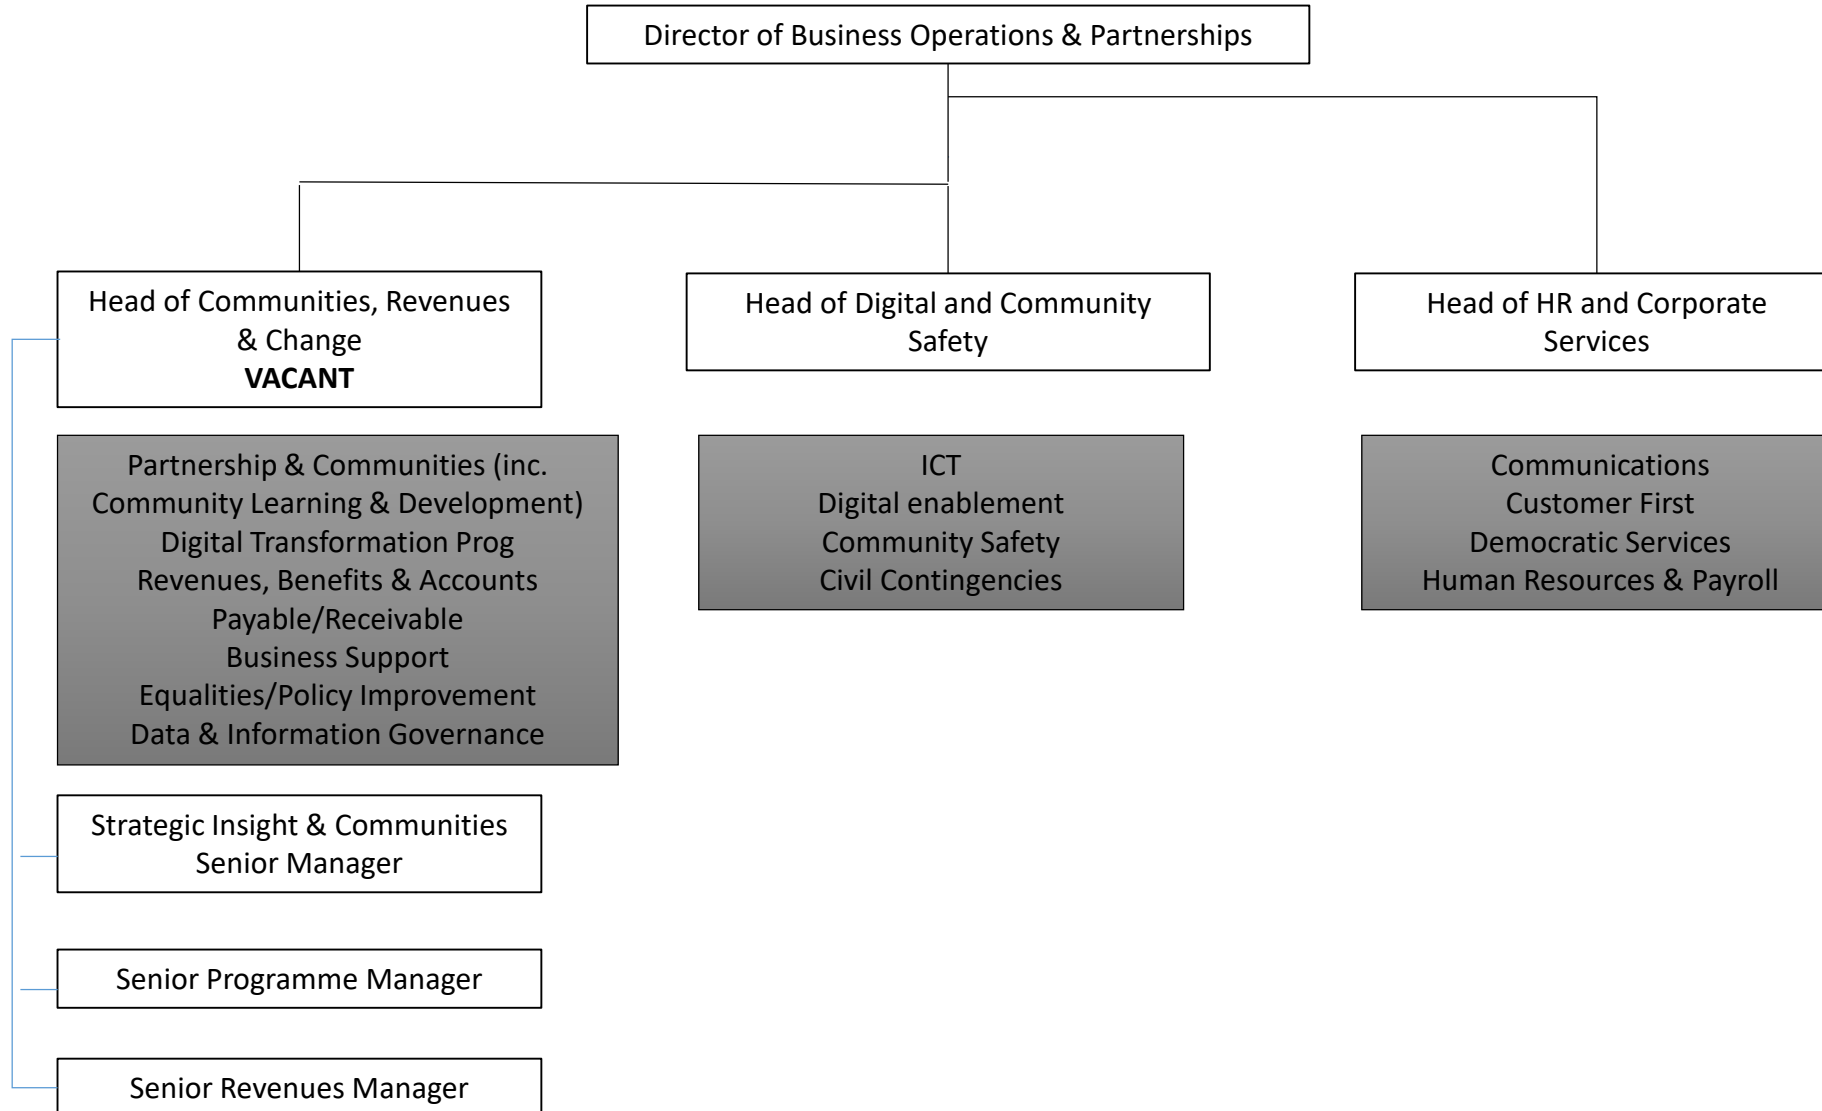 Director of Business Operations & Partnerships
Head of Communities, Revenues
& Change
VACANT
Head of Digital and Community
Safety
Head of HR and Corporate
Services
Partnership & Communities (inc.
Community Learning & Development)
Digital Transformation Prog
Revenues, Benefits & Accounts
Payable/Receivable
Business Support
Equalities/Policy Improvement
Data & Information Governance
ICT
Digital enablement
Community Safety
Civil Contingencies
Communications
Customer First
Democratic Services
Human Resources & Payroll
Strategic Insight & Communities
Senior Manager
Senior Programme Manager
Senior Revenues Manager